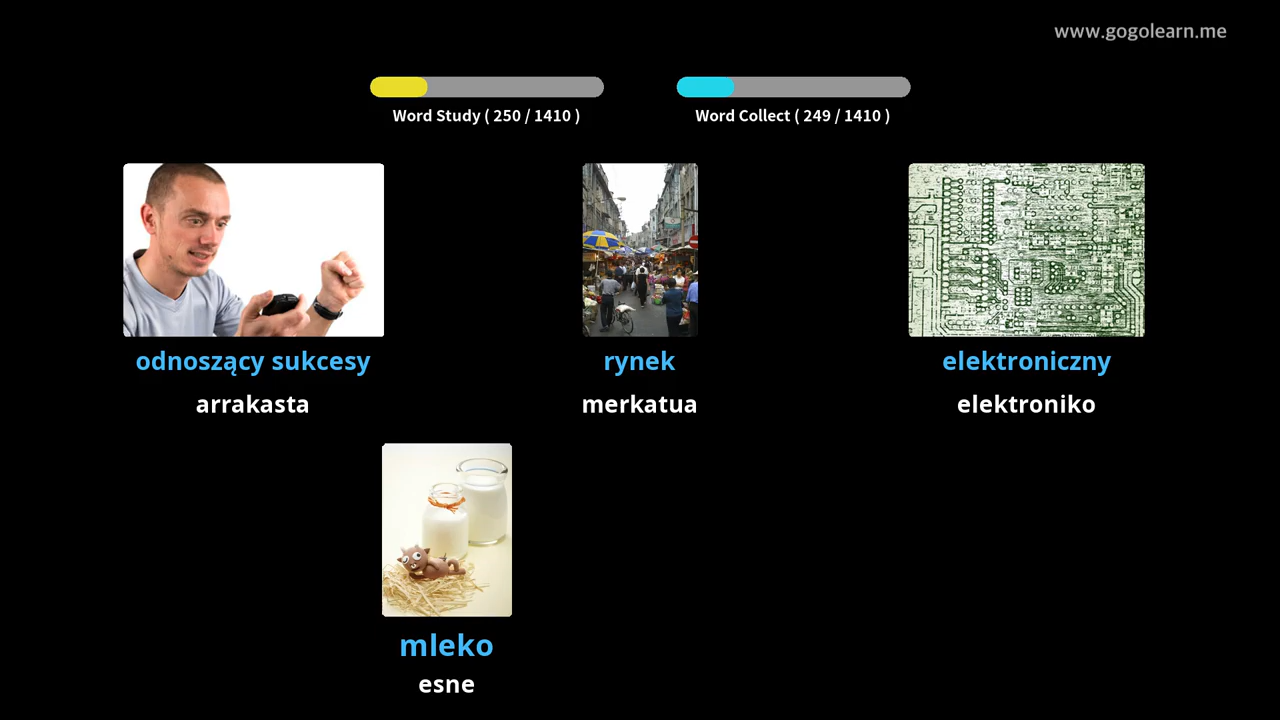 www.gogolearn.me
Word Study ( 250 / 1410 )
Word Collect ( 249 / 1410 )
odnoszący sukcesy
arrakasta
rynek
merkatua
elektroniczny
elektroniko
mleko
esne